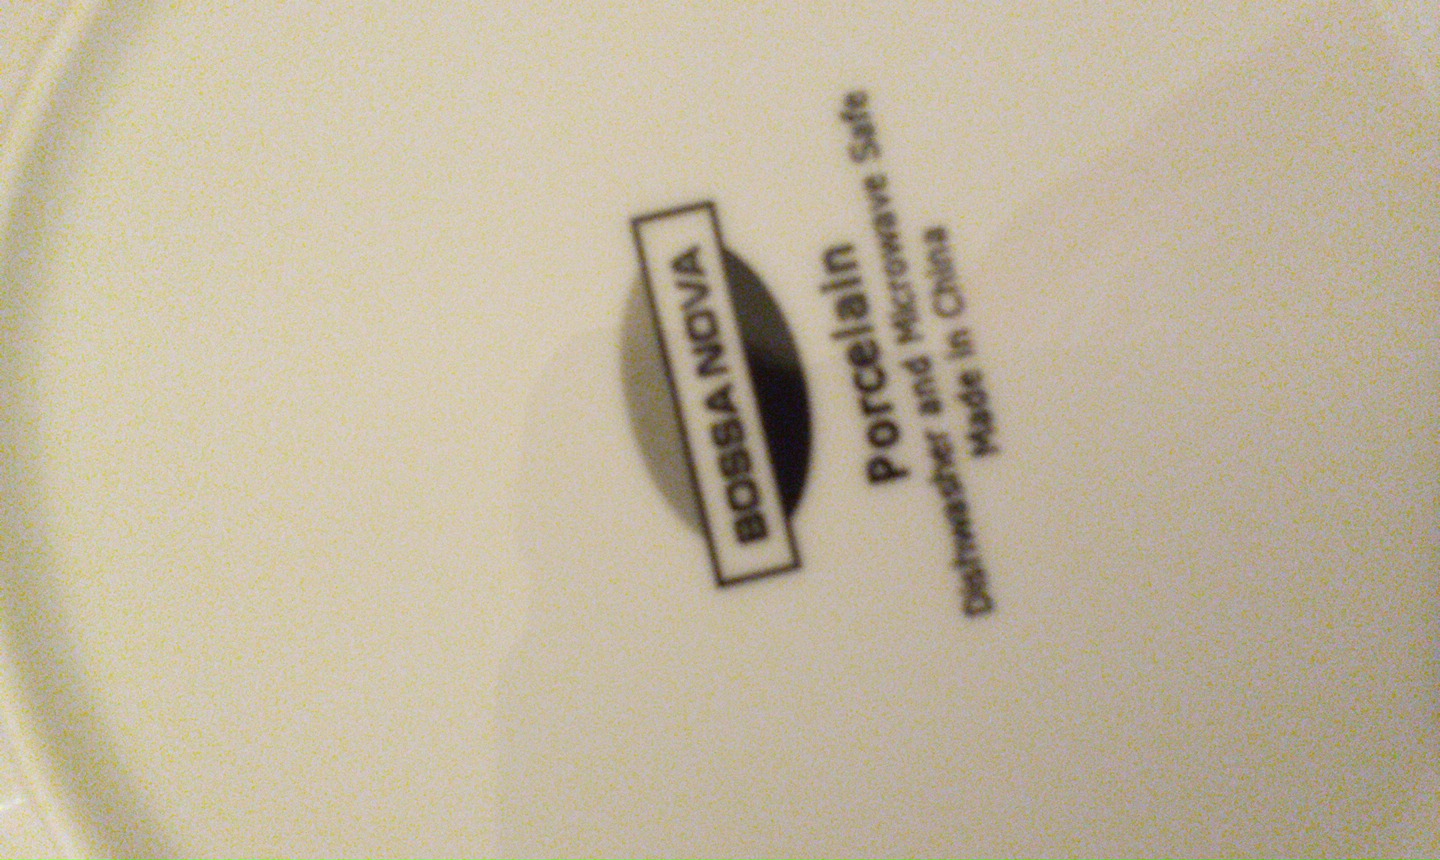 BOSSA NOVA
Porcelain
Dishwasher and Microwave Safe
Made in China